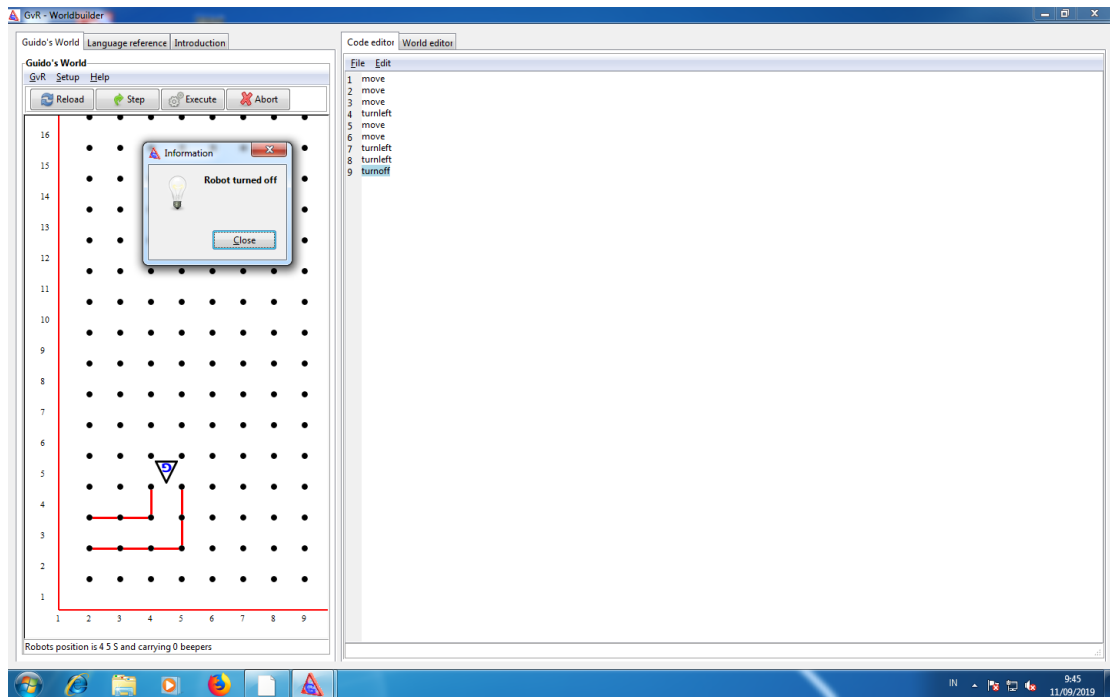 GvR - Worldbuilder
Guido's World Language reference Introduction
Guido's World
GvR Setup Help
Reload Step Execute Abort
16
15
14
13
12
11
10
9
8
7
6
5
4
3
2
1
1 2 3 4 5 6 7 8 9
G
Information
Robot turned off
Close
Robots position is 4 5 S and carrying 0 beepers
Code editor World editor
File Edit
1 move
2 move
3 move
4 turnleft
5 move
6 move
7 turnleft
8 turnleft
9 turnoff
IN
9:45
11/09/2019